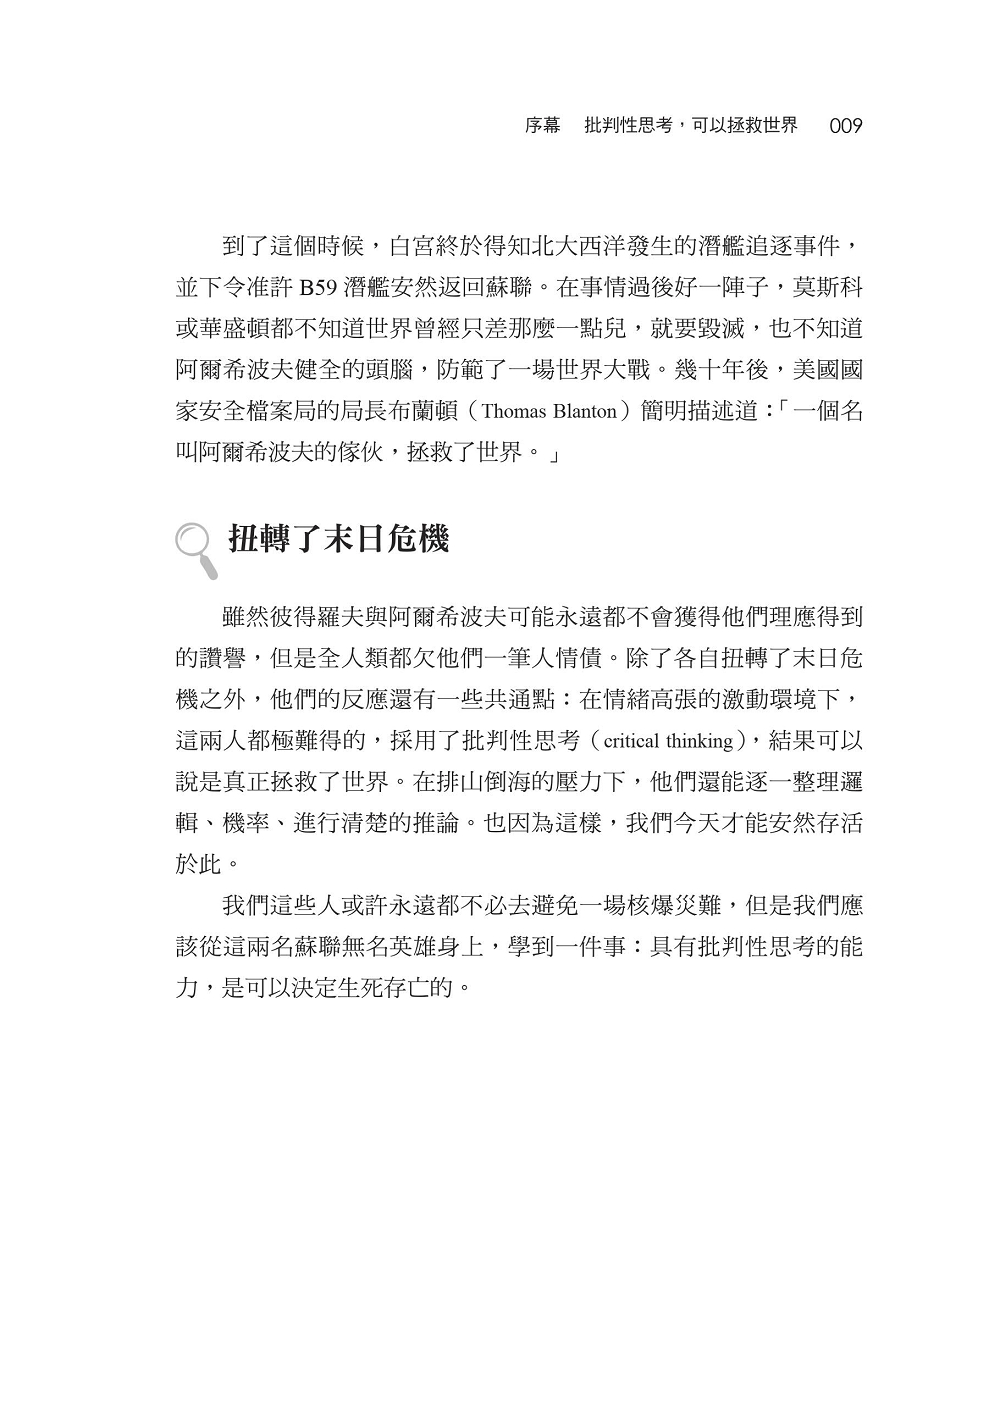 序幕　批判性思考，可以拯救世界　009
到了這個時候，白宮終於得知北大西洋發生的潛艦追逐事件，
並下令准許 B59 潛艦安然返回蘇聯。在事情過後好一陣子，莫斯科
或華盛頓都不知道世界曾經只差那麼一點兒，就要毀滅，也不知道
阿爾希波夫健全的頭腦，防範了一場世界大戰。幾十年後，美國國
家安全檔案局的局長布蘭頓（Thomas Blanton）簡明描述道：「一個名
叫阿爾希波夫的傢伙，拯救了世界。」
扭轉了末日危機
雖然彼得羅夫與阿爾希波夫可能永遠都不會獲得他們理應得到
的讚譽，但是全人類都欠他們一筆人情債。除了各自扭轉了末日危
機之外，他們的反應還有一些共通點：在情緒高張的激動環境下，
這兩人都極難得的，採用了批判性思考（critical thinking），結果可以
說是真正拯救了世界。在排山倒海的壓力下，他們還能逐一整理邏
輯、機率、進行清楚的推論。也因為這樣，我們今天才能安然存活
於此。
我們這些人或許永遠都不必去避免一場核爆災難，但是我們應
該從這兩名蘇聯無名英雄身上，學到一件事：具有批判性思考的能
力，是可以決定生死存亡的。